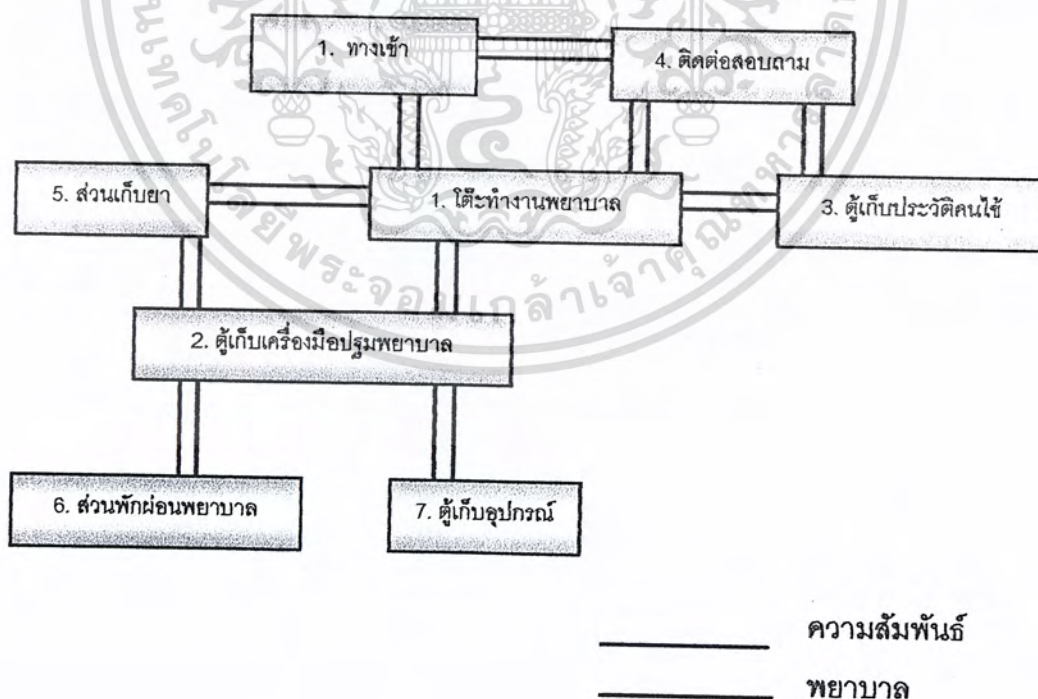 1. ทางเข้า
4. ติดต่อสอบถาม
5. ส่วนเก็บยา
1. โต๊ะทำงานพยาบาล
3. ตู้เก็บประวัติคนไข้
2. ตู้เก็บเครื่องมือปฐมพยาบาล
6. ส่วนพักผ่อนพยาบาล
7. ตู้เก็บอุปกรณ์
ความสัมพันธ์
พยาบาล